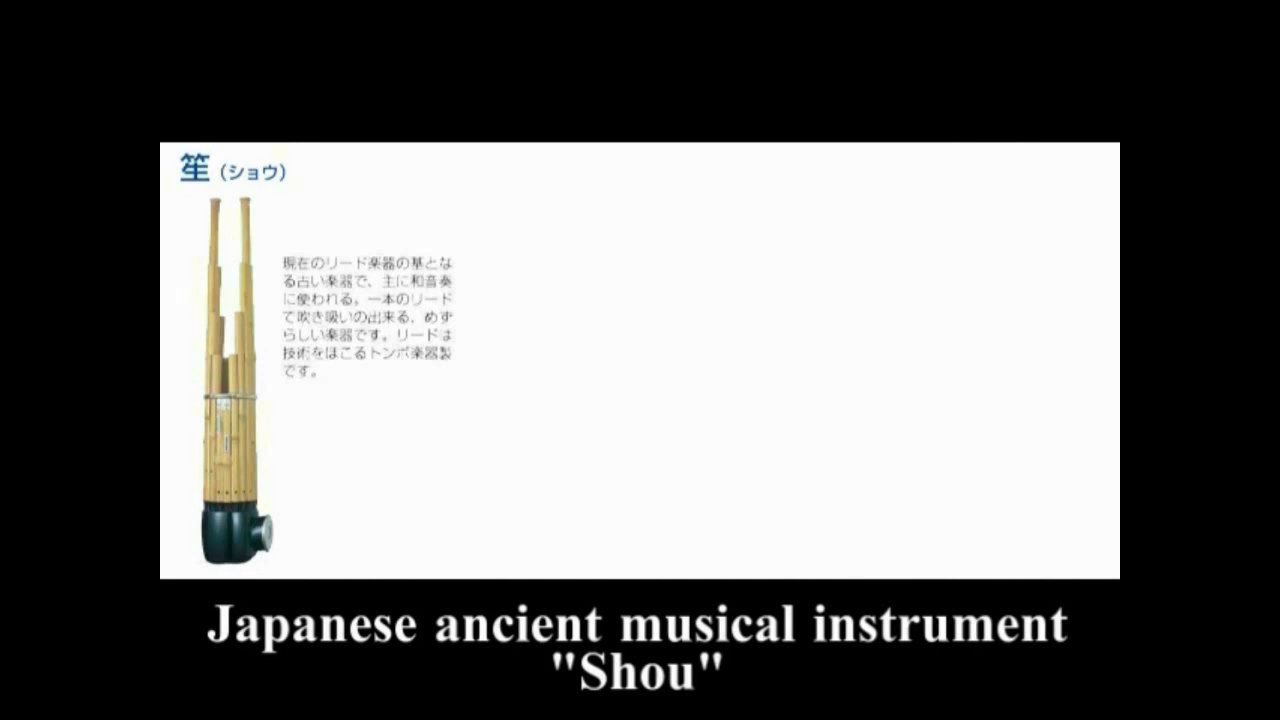 笙（ショウ）
現在のリード楽器の基とな
る古い楽器で、主に和音奏
に使われる。一本のリード
で吹き吸いの出来る、めず
らしい楽器です。リードは
技術をほこるトンボ楽器製
です。
Japanese ancient musical instrument
"Shou"